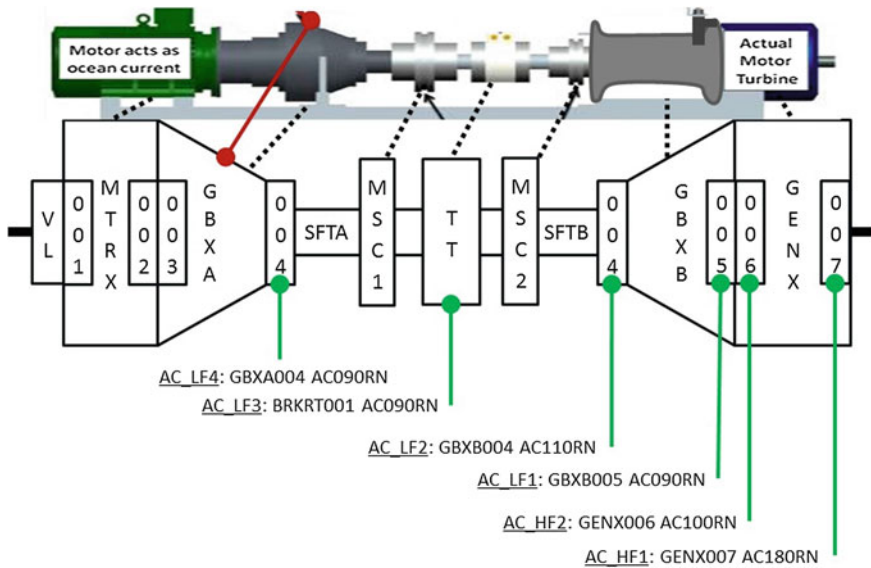 Motor acts as
ocean current
Actual
Motor
Turbine
VL
001
MTRX
002
003
GBXA
004
SFTA
MSC1
TT
MSC2
SFTB
004
GBXB
005
006
GENX
007
AC_LF4: GBXA004 AC090RN
AC_LF3: BRKRT001 AC090RN
AC_LF2: GBXB004 AC110RN
AC_LF1: GBXB005 AC090RN
AC_HF2: GENX006 AC100RN
AC_HF1: GENX007 AC180RN